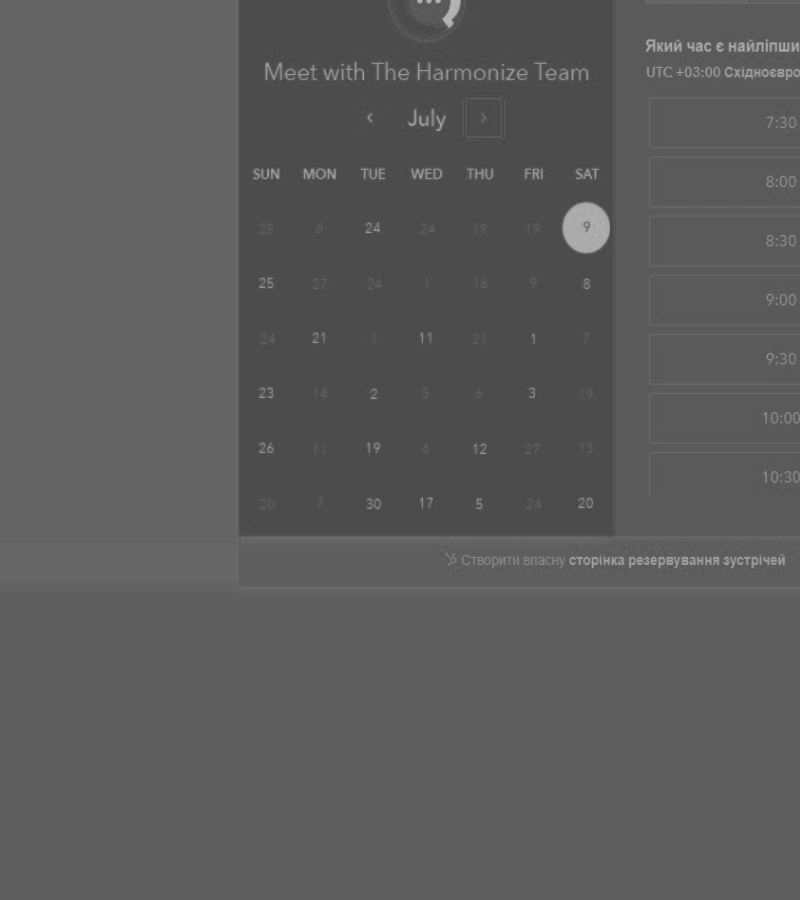 Meet with The Harmonize Team
July
SUN MON TUE WED THU FRI SAT
25 6 24 24 19 19 9
25 27 24 1 16 9 8
24 21 1 11 21 1 7
23 14 2 5 6 3 19
26 11 19 6 12 27 13
20 7 30 17 5 24 20
Який час є найліпши
UTC +03:00 Східноєвро
7:30
8:00
8:30
9:00
9:30
10:00
10:30
Створити власну сторінка резервування зустрічей